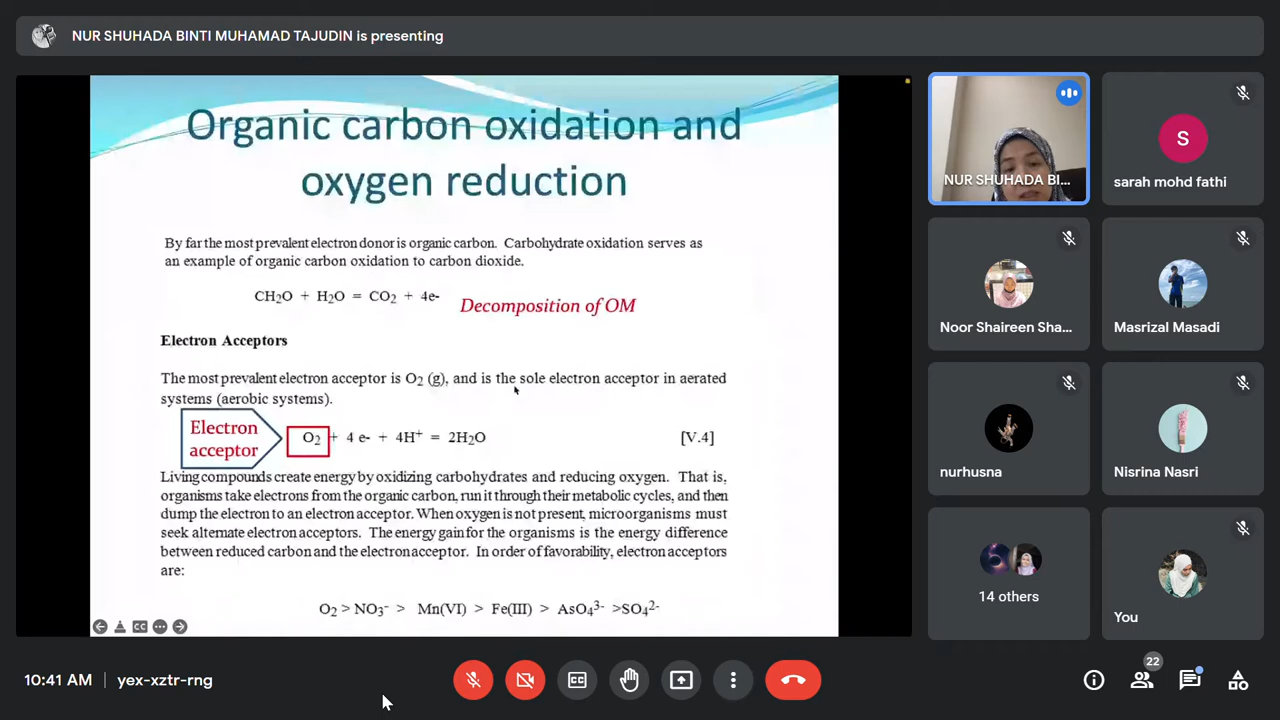 NUR SHUHADA BINTI MUHAMAD TAJUDIN is presenting
Organic carbon oxidation and
oxygen reduction
By far the most prevalent electron donor is organic carbon. Carbohydrate oxidation serves as
an example of organic carbon oxidation to carbon dioxide.
CH₂O + H₂O = CO₂ + 4e-
Decomposition of OM
Electron Acceptors
The most prevalent electron acceptor is O₂ (g), and is the sole electron acceptor in aerated
systems (aerobic systems).
Electron
acceptor
O₂ + 4 e- + 4H⁺ = 2H₂O [V.4]
Living compounds create energy by oxidizing carbohydrates and reducing oxygen. That is,
organisms take electrons from the organic carbon, run it through their metabolic cycles, and then
dump the electron to an electron acceptor. When oxygen is not present, microorganisms must
seek alternate electron acceptors. The energy gain for the organisms is the energy difference
between reduced carbon and the electron acceptor. In order of favorability, electron acceptors
are:
O₂ > NO₃⁻ > Mn(VI) > Fe(III) > AsO₄³⁻ >SO₄²⁻
NUR SHUHADA BI...
S
sarah mohd fathi
Noor Shaireen Sha...
Masrizal Masadi
nurhusna
Nisrina Nasri
14 others
You
10:41 AM | yex-xztr-rng
CC
22